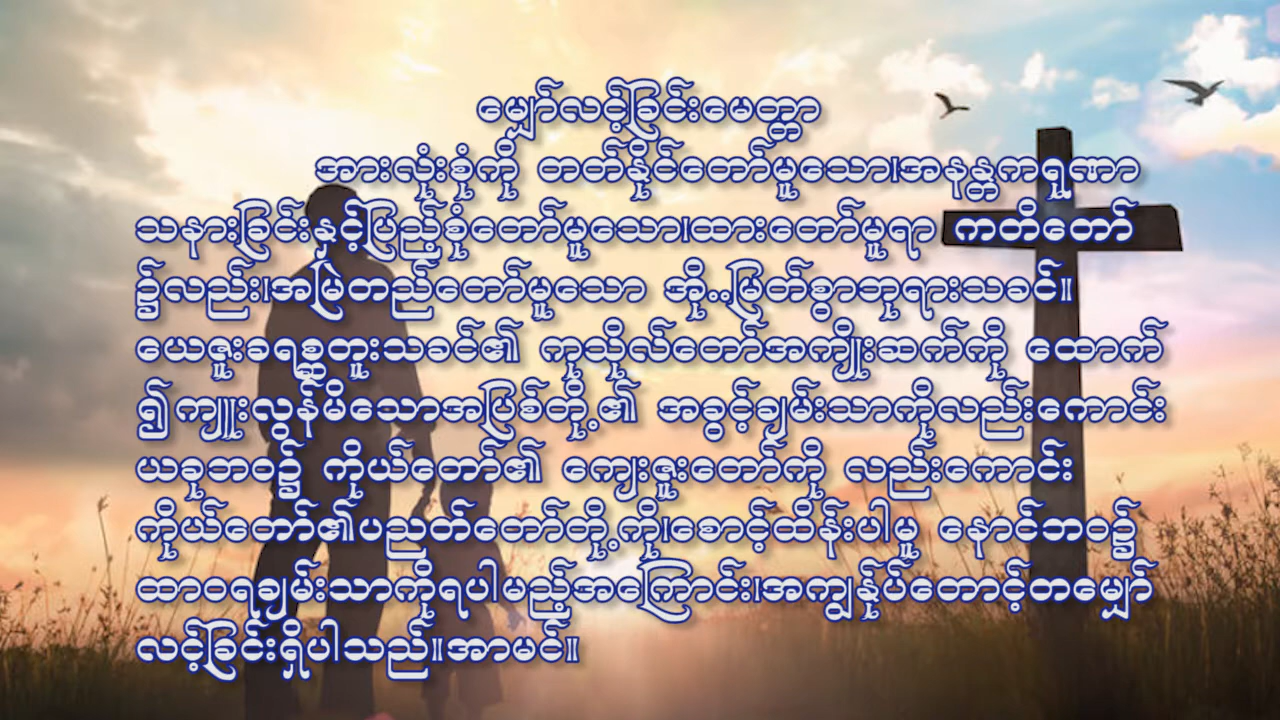 မျှော်လင့်ခြင်းမေတ္တာ
အားလုံးစုံကို တတ်နိုင်တော်မူသော၊အနန္တကရုဏာ
သနားခြင်းနှင့်ပြည့်စုံတော်မူသော၊ထားတော်မူရာ ကတိတော်
၌လည်း၊အမြဲတည်တော်မူသော အို..မြတ်စွာဘုရားသခင်။
ယေဇူးခရစ္စတူးသခင်၏ ကုသိုလ်တော်အကျိုးဆက်ကို ထောက်
၍ကျူးလွန်မိသောအပြစ်တို့၏ အခွင့်ချမ်းသာကိုလည်းကောင်း
ယခုဘဝ၌ ကိုယ်တော်၏ ကျေးဇူးတော်ကို လည်းကောင်း
ကိုယ်တော်၏ပညတ်တော်တို့ကို၊စောင့်ထိန်းပါမူ နောင်ဘဝ၌
ထာဝရချမ်းသာကိုရပါမည့်အကြောင်း၊အကျွန်ုပ်တောင့်တမျှော်
လင့်ခြင်းရှိပါသည်။အာမင်။